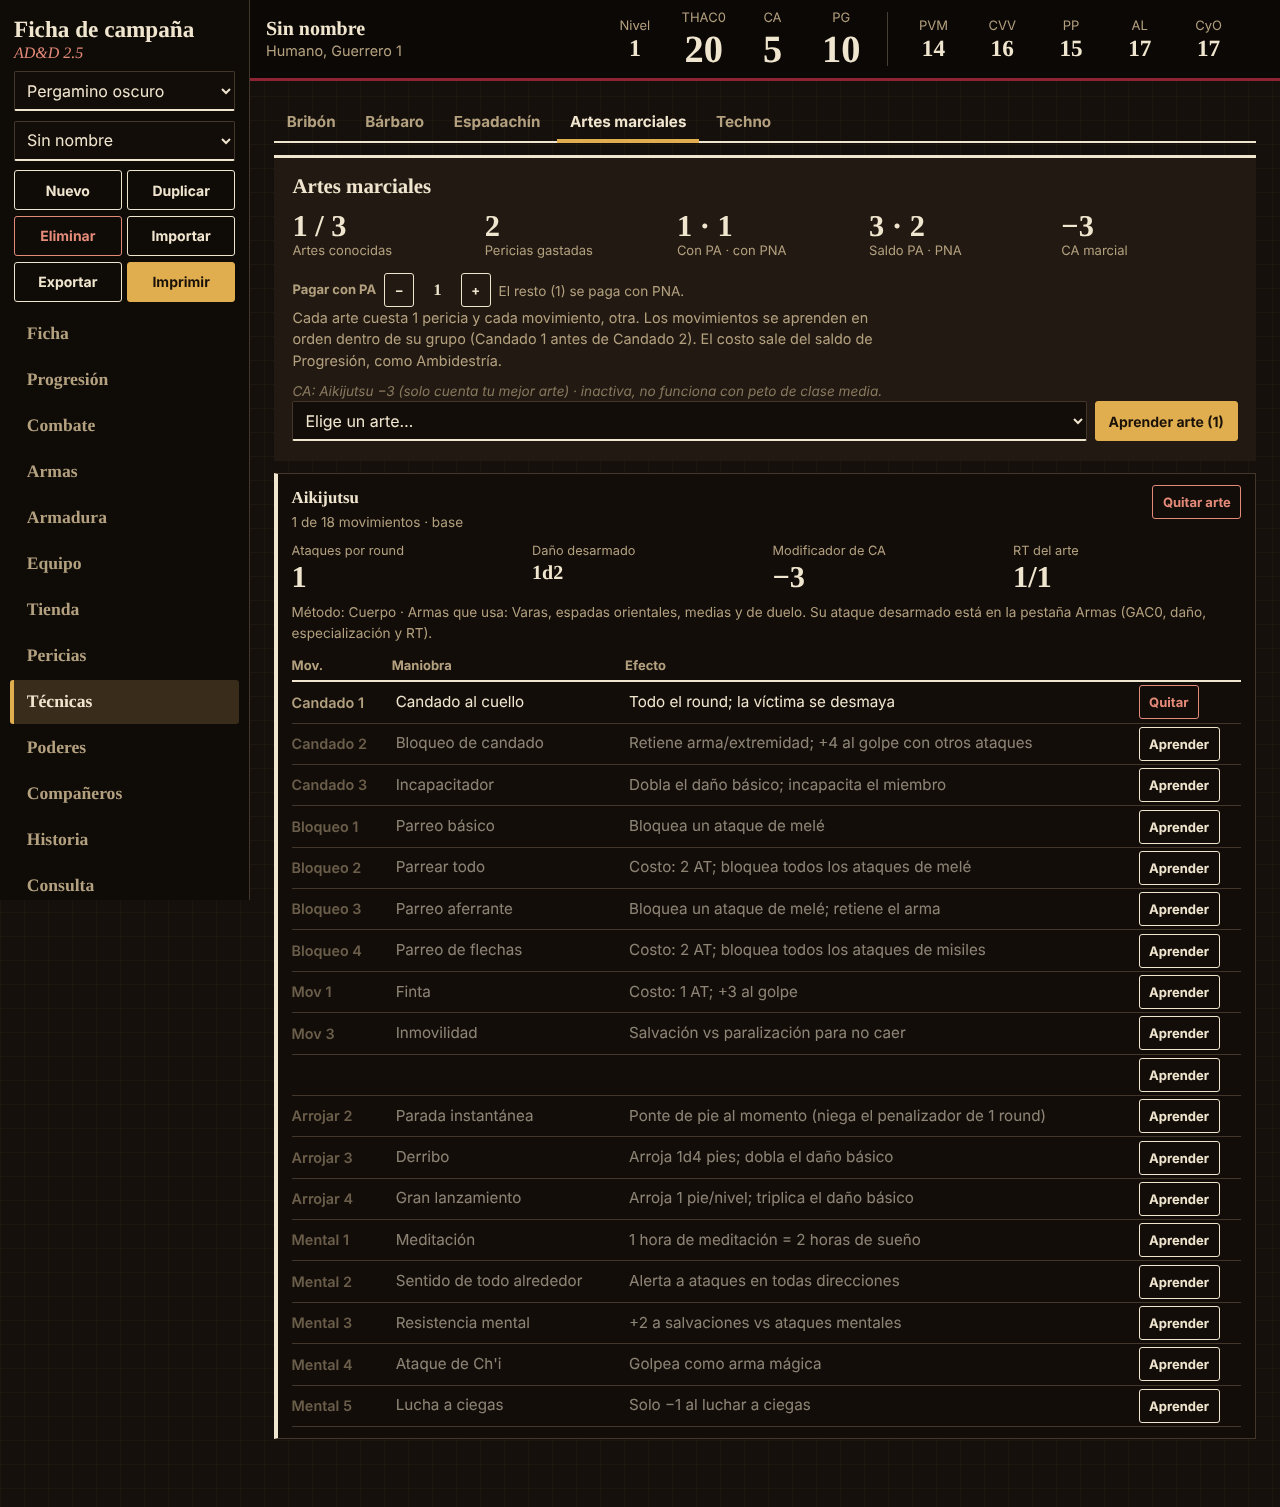 Ficha de campaña
AD&D 2.5
Pergamino oscuro
Sin nombre
Nuevo
Duplicar
Eliminar
Importar
Exportar
Imprimir
Ficha
Progresión
Combate
Armas
Armadura
Equipo
Tienda
Pericias
Técnicas
Poderes
Compañeros
Historia
Consulta
Sin nombre
Humano, Guerrero 1
Nivel THAC0 CA PG PVM CVV PP AL CyO
1 20 5 10 14 16 15 17 17
Bribón Bárbaro Espadachín Artes marciales Techno
Artes marciales
1 / 3 2 1 · 1 3 · 2 −3
Artes conocidas Pericias gastadas Con PA · con PNA Saldo PA · PNA CA marcial
Pagar con PA − 1 + El resto (1) se paga con PNA.
Cada arte cuesta 1 pericia y cada movimiento, otra. Los movimientos se aprenden en
orden dentro de su grupo (Candado 1 antes de Candado 2). El costo sale del saldo de
Progresión, como Ambidestría.
CA: Aikijutsu −3 (solo cuenta tu mejor arte) · inactiva, no funciona con peto de clase media.
Elige un arte... Aprender arte (1)
Aikijutsu Quitar arte
1 de 18 movimientos · base
Ataques por round Daño desarmado Modificador de CA RT del arte
1 1d2 −3 1/1
Método: Cuerpo · Armas que usa: Varas, espadas orientales, medias y de duelo. Su ataque desarmado está en la pestaña Armas (GAC0, daño,
especialización y RT).
Mov. Maniobra Efecto
Candado 1 Candado al cuello Todo el round; la víctima se desmaya Quitar
Candado 2 Bloqueo de candado Retiene arma/extremidad; +4 al golpe con otros ataques Aprender
Candado 3 Incapacitador Dobla el daño básico; incapacita el miembro Aprender
Bloqueo 1 Parreo básico Bloquea un ataque de melé Aprender
Bloqueo 2 Parrear todo Costo: 2 AT; bloquea todos los ataques de melé Aprender
Bloqueo 3 Parreo aferrante Bloquea un ataque de melé; retiene el arma Aprender
Bloqueo 4 Parreo de flechas Costo: 2 AT; bloquea todos los ataques de misiles Aprender
Mov 1 Finta Costo: 1 AT; +3 al golpe Aprender
Mov 3 Inmovilidad Salvación vs paralización para no caer Aprender
Aprender
Arrojar 2 Parada instantánea Ponte de pie al momento (niega el penalizador de 1 round) Aprender
Arrojar 3 Derribo Arroja 1d4 pies; dobla el daño básico Aprender
Arrojar 4 Gran lanzamiento Arroja 1 pie/nivel; triplica el daño básico Aprender
Mental 1 Meditación 1 hora de meditación = 2 horas de sueño Aprender
Mental 2 Sentido de todo alrededor Alerta a ataques en todas direcciones Aprender
Mental 3 Resistencia mental +2 a salvaciones vs ataques mentales Aprender
Mental 4 Ataque de Ch'i Golpea como arma mágica Aprender
Mental 5 Lucha a ciegas Solo −1 al luchar a ciegas Aprender